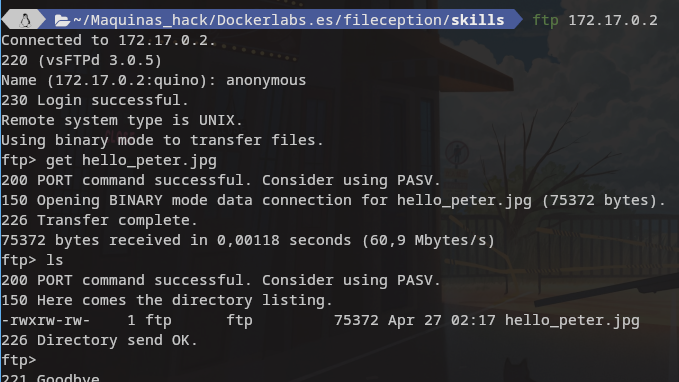 ~/Maquinas_hack/Dockerlabs.es/fileception/skills ftp 172.17.0.2
Connected to 172.17.0.2.
220 (vsFTPd 3.0.5)
Name (172.17.0.2:quino): anonymous
230 Login successful.
Remote system type is UNIX.
Using binary mode to transfer files.
ftp> get hello_peter.jpg
200 PORT command successful. Consider using PASV.
150 Opening BINARY mode data connection for hello_peter.jpg (75372 bytes).
226 Transfer complete.
75372 bytes received in 0,00118 seconds (60,9 Mbytes/s)
ftp> ls
200 PORT command successful. Consider using PASV.
150 Here comes the directory listing.
-rwxrw-rw-    1 ftp      ftp         75372 Apr 27 02:17 hello_peter.jpg
226 Directory send OK.
ftp>
221 Goodbye